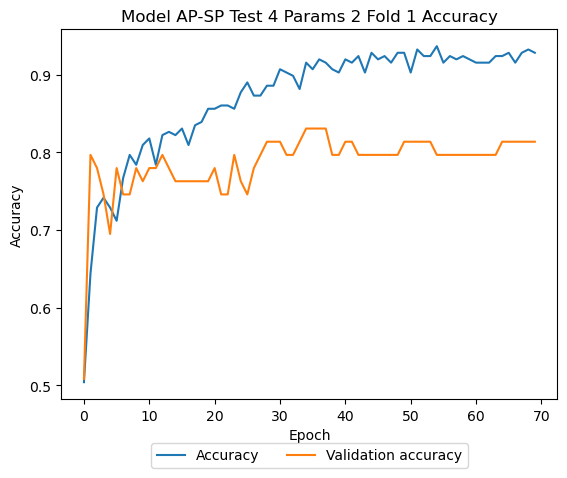 Model AP-SP Test 4 Params 2 Fold 1 Accuracy
Accuracy
0.9
0.8
0.7
0.6
0.5
0 10 20 30 40 50 60 70
Epoch
Accuracy Validation accuracy